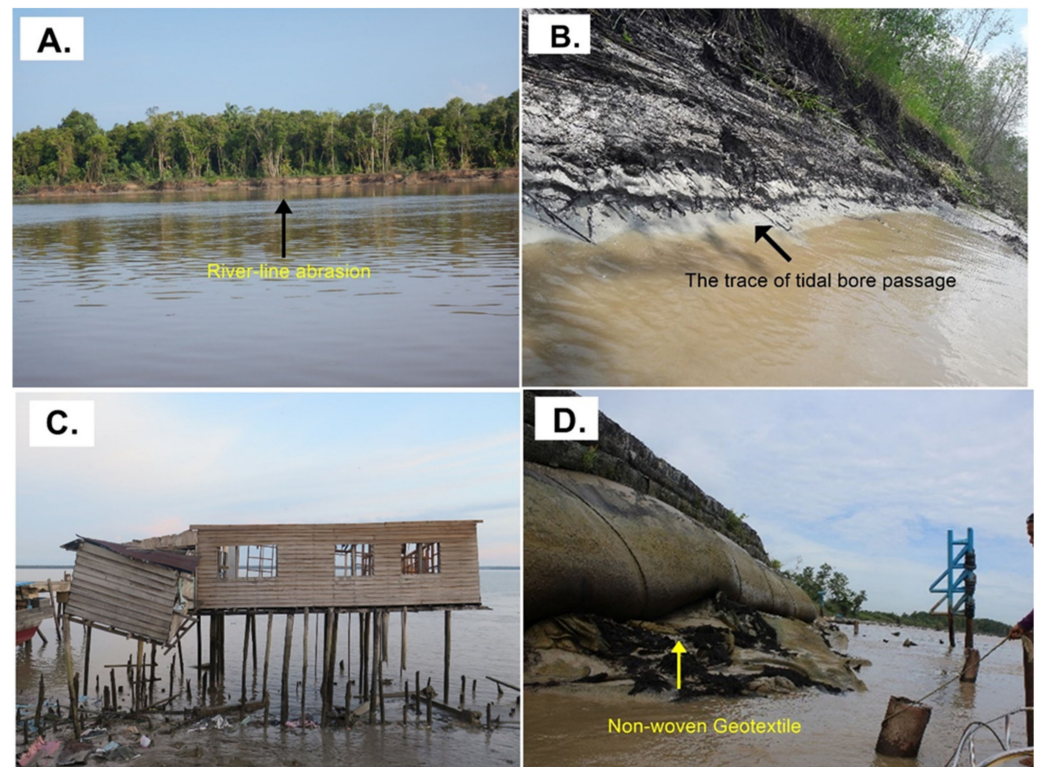 A.
River-line abrasion
B.
The trace of tidal bore passage
C.
D.
Non-woven Geotextile